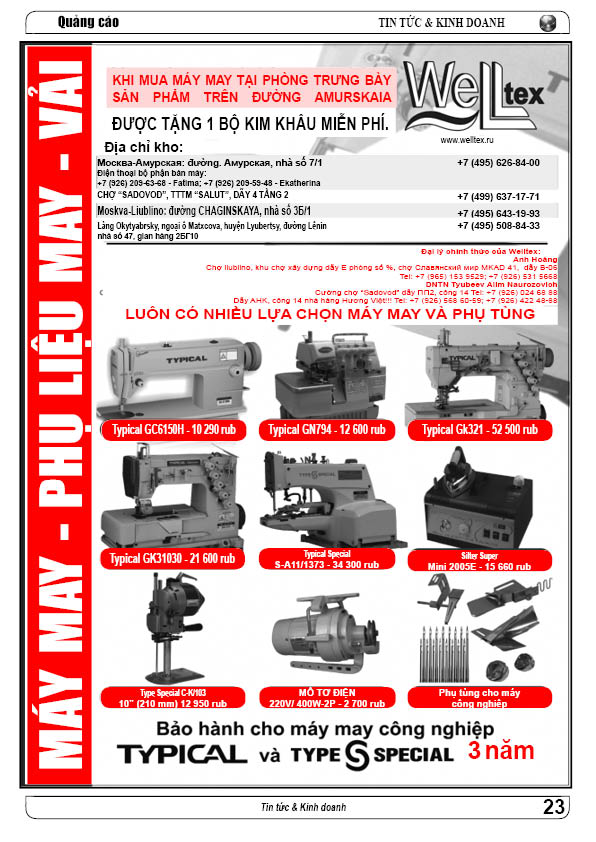 Quảng cáo
TIN TỨC & KINH DOANH
MÁY MAY - PHỤ LIỆU MAY - VẢI
KHI MUA MÁY MAY TẠI PHÒNG TRƯNG BÀY
SẢN PHẨM TRÊN ĐƯỜNG AMURSKAIA
ĐƯỢC TẶNG 1 BỘ KIM KHÂU MIỄN PHÍ.
Welltex
www.welltex.ru
Địa chỉ kho:
Москва-Амурская: đường. Амурская, nhà số 7/1 +7 (495) 626-84-00
Điện thoại bộ phận bán máy:
+7 (926) 209-63-68 - Fatima; +7 (926) 209-59-48 - Ekatherina
CHỢ “SADOVOD”, TTTM “SALUT”, DÃY 4 TẦNG 2 +7 (499) 637-17-71
Moskva-Liublino: đường CHAGINSKAYA, nhà số 3Б/1 +7 (495) 643-19-93
Làng Okytyabrsky, ngoại ô Matxcova, huyện Lyubertsy, đường Lênin +7 (495) 508-84-33
nhà số 47, gian hàng 2БГ10
Đại lý chính thức của Welltex:
Anh Hoàng
Chợ liublino, khu chợ xây dựng dẫy E phòng số %, chợ Славянский мир MKAD 41, dẫy B-06
Tel: +7 (965) 153 9529; +7 (926) 531 5668
DNTN Tyubeev Alim Naurozovich
Cường chợ “Sadovod” dẫy ПП2, công 14 Tel: +7 (926) 024 68 88
Dẫy AHK, công 14 nhà hàng Hương Việt!!! Tel: +7 (926) 568 60-59; +7 (926) 422 48-88
LUÔN CÓ NHIỀU LỰA CHỌN MÁY MAY VÀ PHỤ TÙNG
Typical GC6150H - 10 290 rub
Typical GN794 - 12 600 rub
Typical Gk321 - 52 500 rub
Typical GK31030 - 21 600 rub
Typical Special
S-A11/1373 - 34 300 rub
Silter Super
Mini 2005E - 15 660 rub
Type Special C-K/103
10" (210 mm) 12 950 rub
MÔ TƠ ĐIỆN
220V/ 400W-2P - 2 700 rub
Phụ tùng cho máy
công nghiệp
Bảo hành cho máy may công nghiệp
TYPICAL và TYPE S SPECIAL 3 năm
Tin tức & Kinh doanh
23